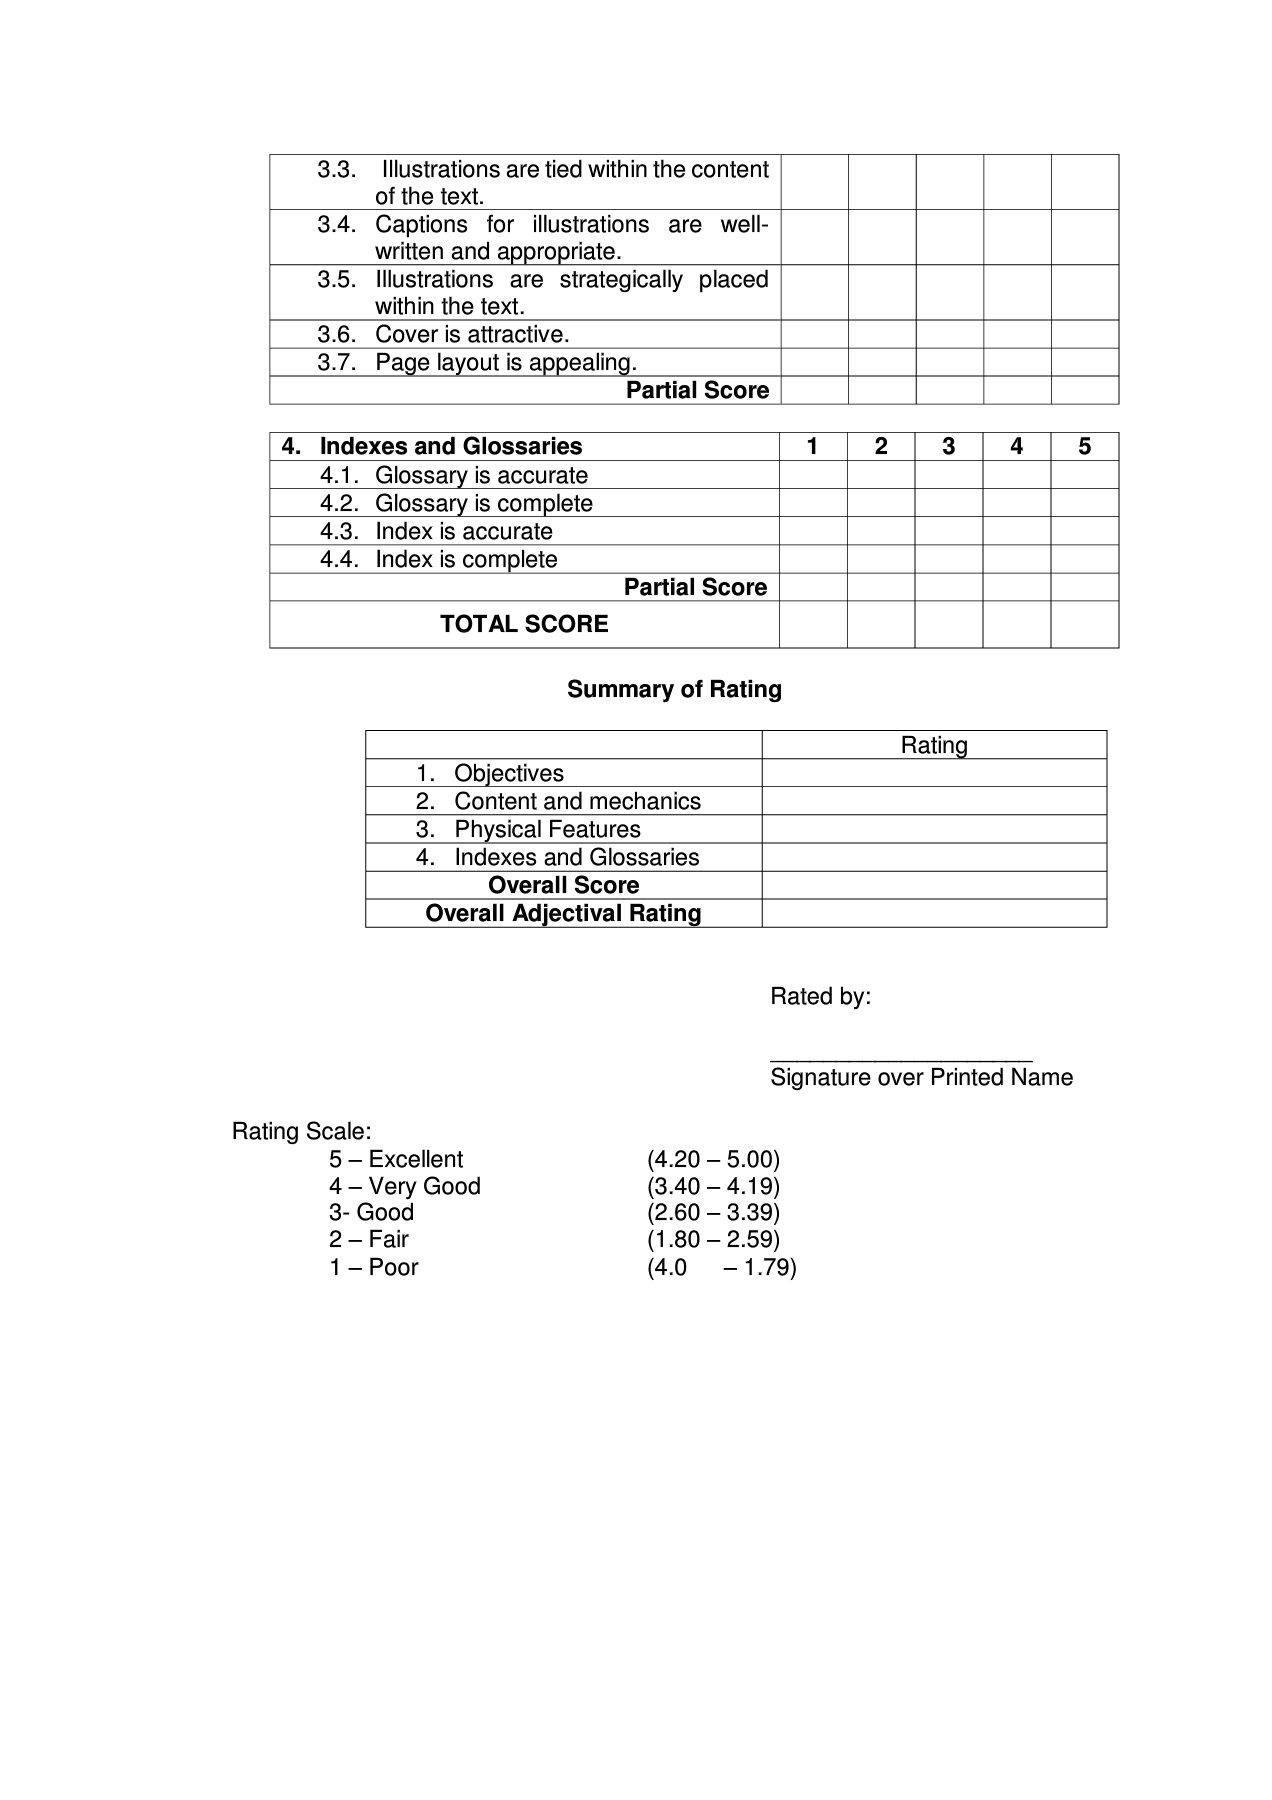 3.3. Illustrations are tied within the content
of the text.
3.4. Captions for illustrations are well-
written and appropriate.
3.5. Illustrations are strategically placed
within the text.
3.6. Cover is attractive.
3.7. Page layout is appealing.
Partial Score
4. Indexes and Glossaries 1 2 3 4 5
4.1. Glossary is accurate
4.2. Glossary is complete
4.3. Index is accurate
4.4. Index is complete
Partial Score
TOTAL SCORE
Summary of Rating
Rating
1. Objectives
2. Content and mechanics
3. Physical Features
4. Indexes and Glossaries
Overall Score
Overall Adjectival Rating
Rated by:
______________________
Signature over Printed Name
Rating Scale:
5 – Excellent (4.20 – 5.00)
4 – Very Good (3.40 – 4.19)
3- Good (2.60 – 3.39)
2 – Fair (1.80 – 2.59)
1 – Poor (4.0 – 1.79)